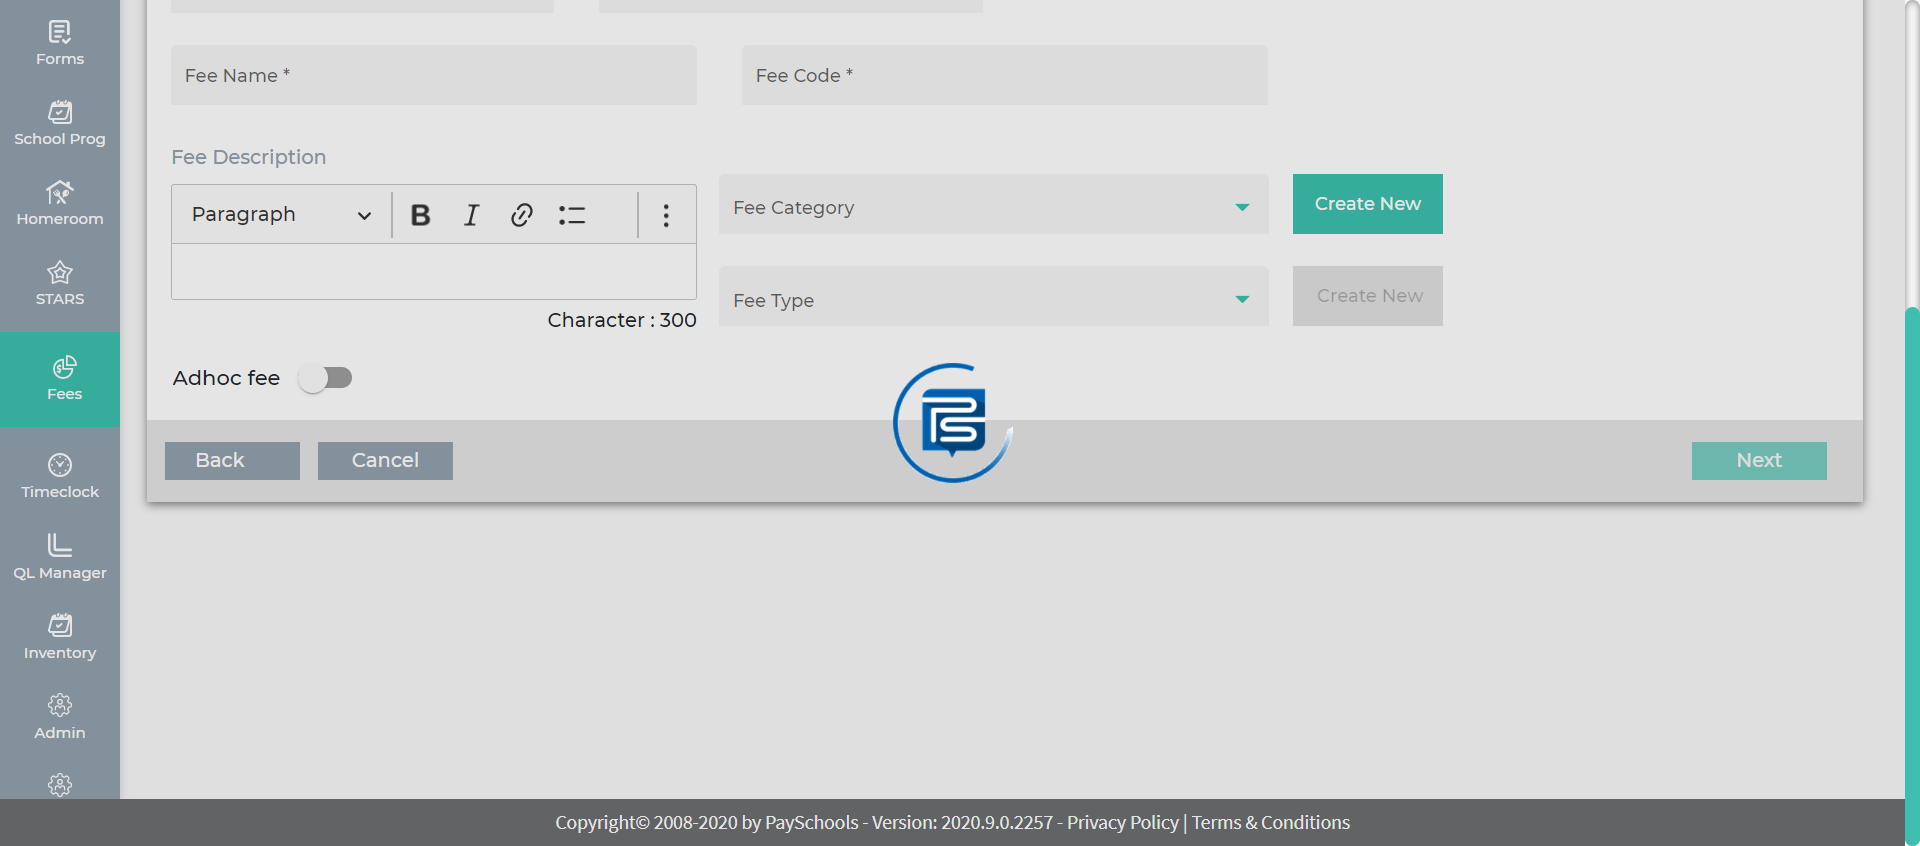 Forms
School Prog
Homeroom
STARS
Fees
Timeclock
QL Manager
Inventory
Admin
Fee Name *
Fee Code *
Fee Description
Paragraph
B I
Character : 300
Fee Category
Create New
Fee Type
Create New
Adhoc fee
PS
Back
Cancel
Next
Copyright© 2008-2020 by PaySchools - Version: 2020.9.0.2257 - Privacy Policy | Terms & Conditions